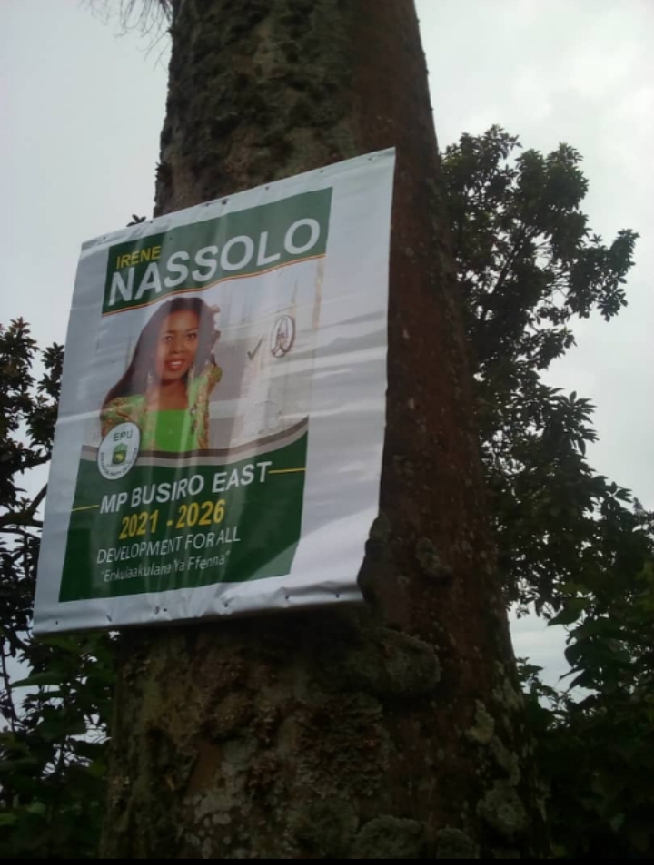 IRENE
NASSOLO
EPU
MP BUSIRO EAST
2021 - 2026
DEVELOPMENT FOR ALL
"Enkulaakulana Ya Ffenna"